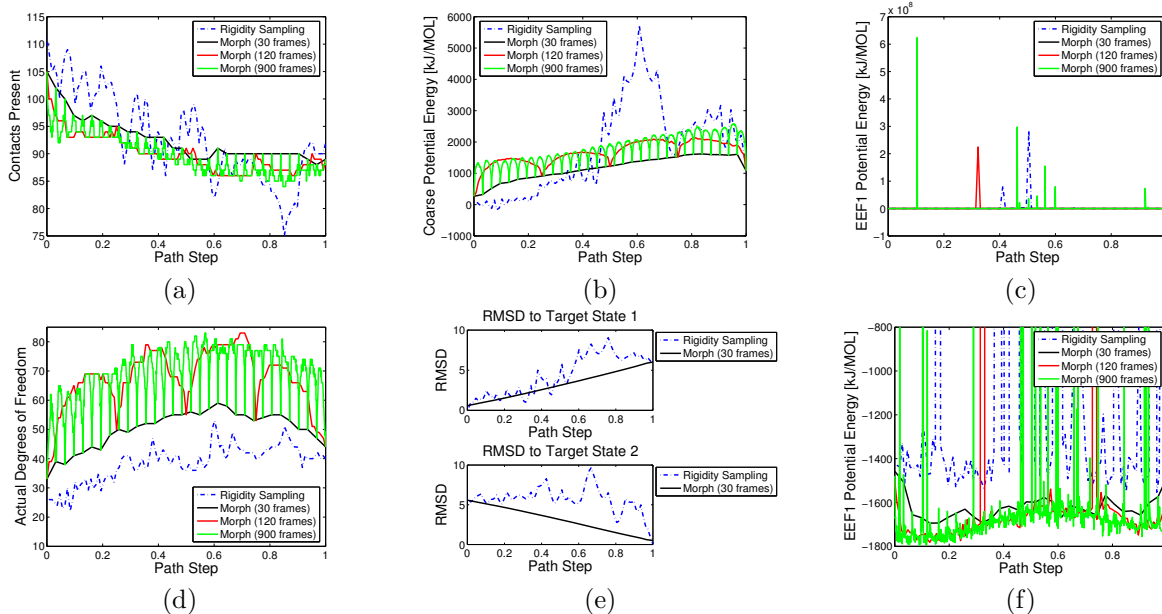 115
110
105
100
95
90
85
80
75
Contacts Present
Rigidity Sampling
Morph (30 frames)
Morph (120 frames)
Morph (900 frames)
0 0.2 0.4 0.6 0.8 1
Path Step
(a)
6000
5000
4000
3000
2000
1000
0
−1000
Coarse Potential Energy [kJ/MOL]
Rigidity Sampling
Morph (30 frames)
Morph (120 frames)
Morph (900 frames)
0 0.2 0.4 0.6 0.8 1
Path Step
(b)
x 10^8
7
6
5
4
3
2
1
0
−1
EEF1 Potential Energy [kJ/MOL]
Rigidity Sampling
Morph (30 frames)
Morph (120 frames)
Morph (900 frames)
0 0.2 0.4 0.6 0.8
Path Step
(c)
80
70
60
50
40
30
20
10
Actual Degrees of Freedom
Rigidity Sampling
Morph (30 frames)
Morph (120 frames)
Morph (900 frames)
0 0.2 0.4 0.6 0.8 1
Path Step
(d)
RMSD to Target State 1
10
5
0
RMSD
Rigidity Sampling
Morph (30 frames)
0 0.2 0.4 0.6 0.8 1
Path Step
RMSD to Target State 2
10
5
0
RMSD
Rigidity Sampling
Morph (30 frames)
0 0.2 0.4 0.6 0.8 1
Path Step
(e)
−800
−1000
−1200
−1400
−1600
−1800
EEF1 Potential Energy [kJ/MOL]
Rigidity Sampling
Morph (30 frames)
Morph (120 frames)
Morph (900 frames)
0 0.2 0.4 0.6 0.8
Path Step
(f)